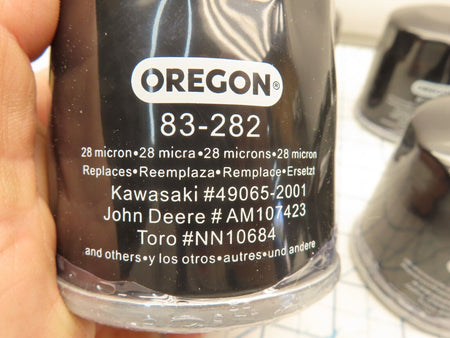 OREGON®
83-282
28 micron•28 micra•28 microns•28 micron
Replaces•Reemplaza•Remplade•Ersetzt
Kawasaki #49065-2001
John Deere # AM107423
Toro #NN10684
and others•y los otros•autres•und andere